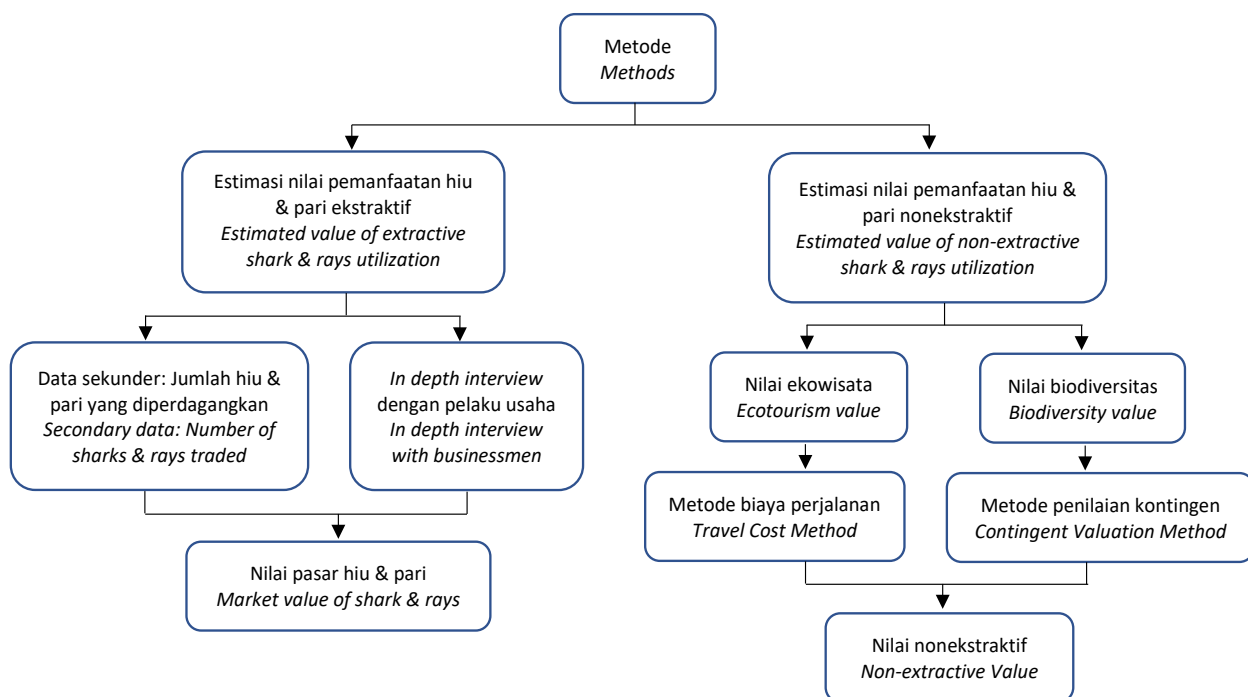 Metode
Methods
Estimasi nilai pemanfaatan hiu
& pari ekstraktif
Estimated value of extractive
shark & rays utilization
Estimasi nilai pemanfaatan hiu &
pari nonekstraktif
Estimated value of non-extractive
shark & rays utilization
Data sekunder: Jumlah hiu &
pari yang diperdagangkan
Secondary data: Number of
sharks & rays traded
In depth interview
dengan pelaku usaha
In depth interview
with businessmen
Nilai ekowisata
Ecotourism value
Nilai biodiversitas
Biodiversity value
Metode biaya perjalanan
Travel Cost Method
Metode penilaian kontingen
Contingent Valuation Method
Nilai pasar hiu & pari
Market value of shark & rays
Nilai nonekstraktif
Non-extractive Value